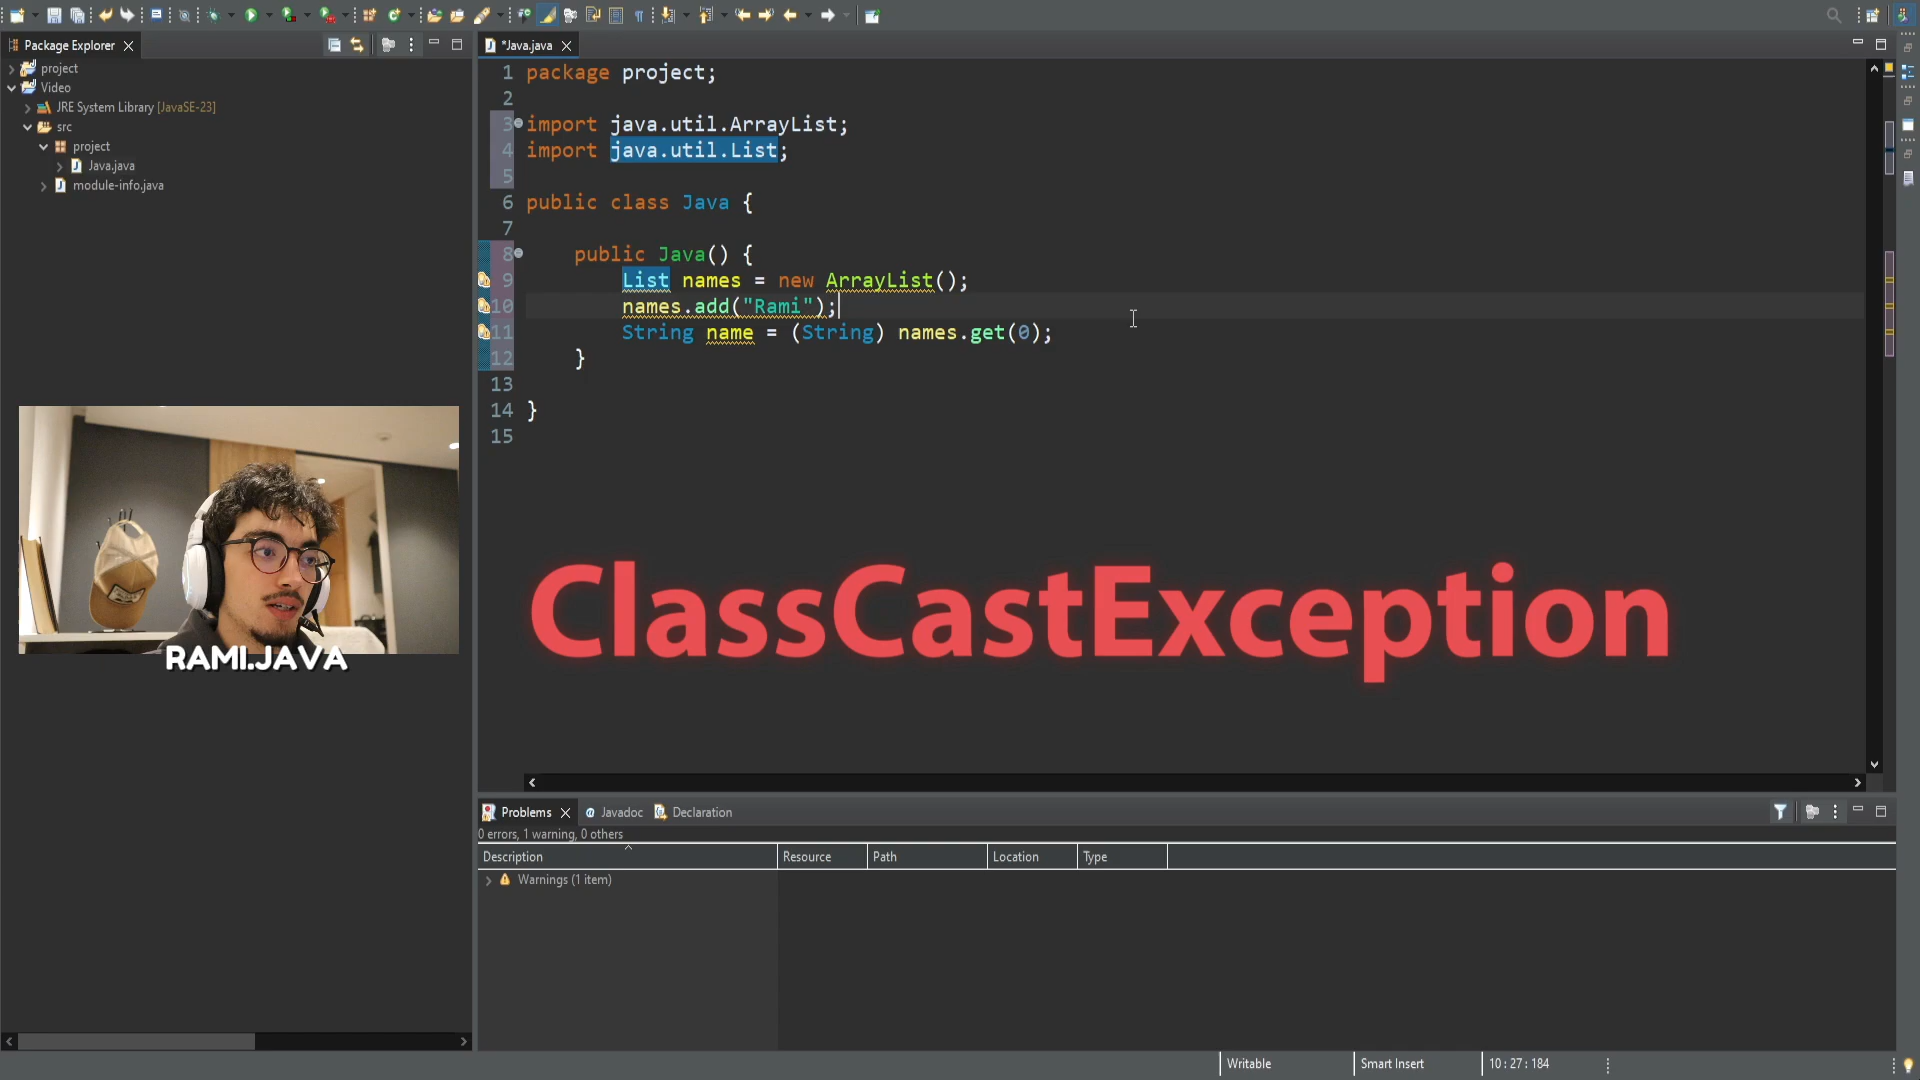 Package Explorer
project
Video
JRE System Library [JavaSE-23]
src
project
Java.java
module-info.java
*Java.java
1 package project;
2
3 import java.util.ArrayList;
4 import java.util.List;
5
6 public class Java {
7
8 public Java() {
9 List names = new ArrayList();
10 names.add("Rami");
11 String name = (String) names.get(0);
12 }
13
14 }
15
RAMI.JAVA
ClassCastException
Problems Javadoc Declaration
0 errors, 1 warning, 0 others
Description Resource Path Location Type
Warnings (1 item)
Writable Smart Insert 10 : 27 : 184